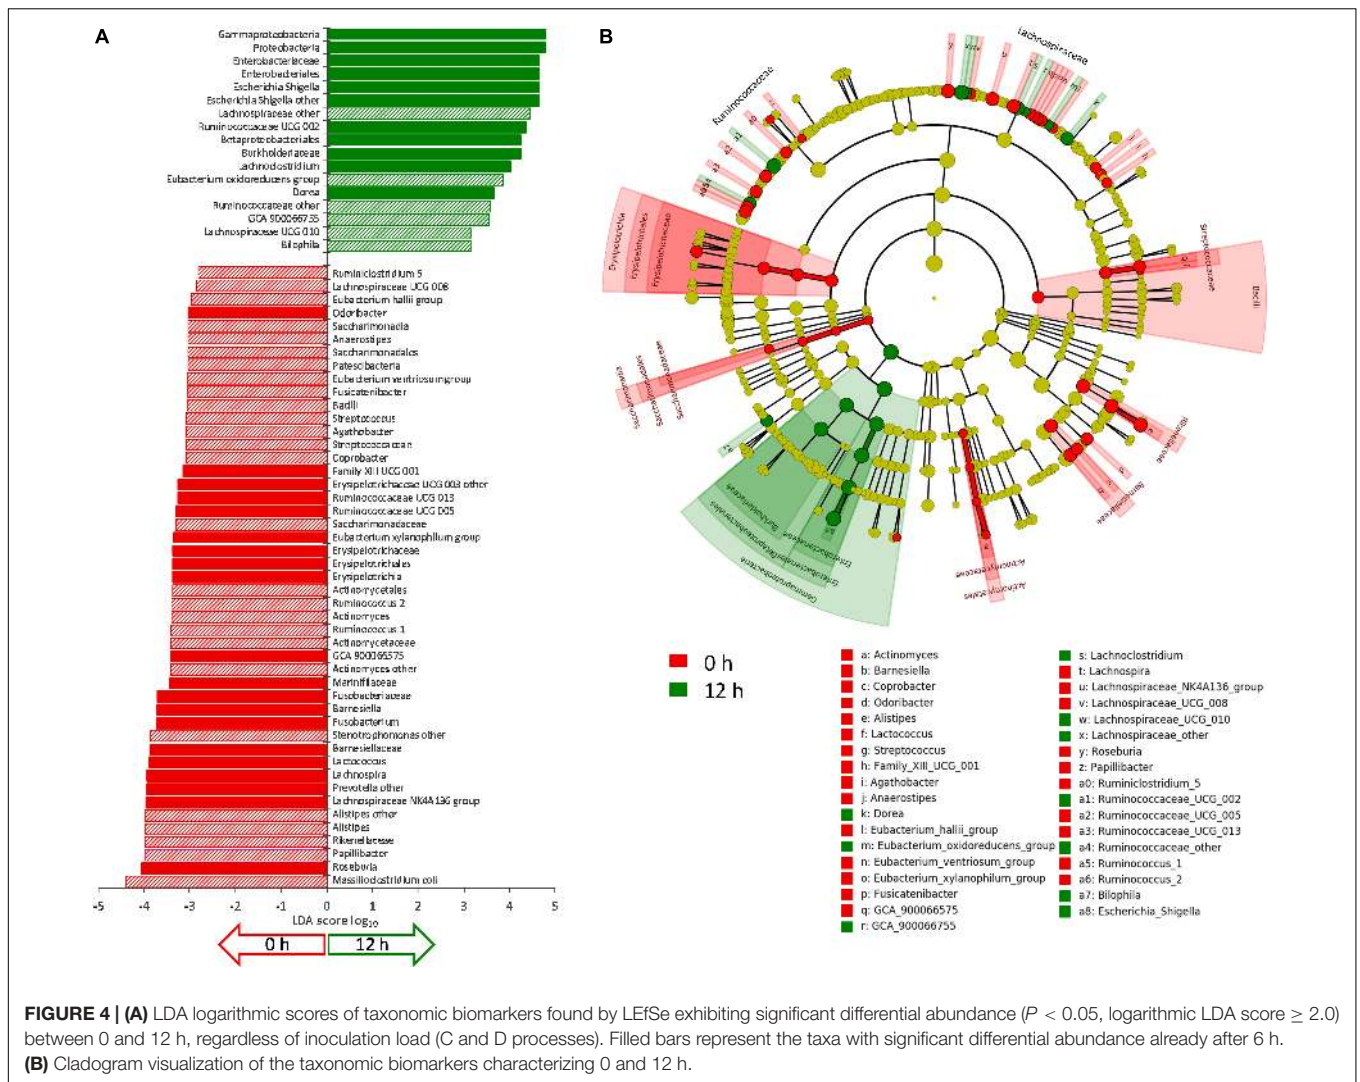 A
Gammaproteobacteria
Proteobacteria
Enterobacteriaceae
Enterobacteriales
Escherichia Shigella
Escherichia Shigella other
Lachnospiraceae other
Ruminococcaceae UCG 002
Betaproteobacteriales
Burkholderiaceae
Lachnoclostridium
Eubacterium oxidoreducens group
Dorea
Ruminococcaceae other
GCA 900066755
Lachnospiraceae UCG 010
Bilophila
Ruminiclostridium 5
Lachnospiraceae UCG 008
Eubacterium hallii group
Odoribacter
Saccharimonadia
Anaerostipes
Saccharimonadales
Patescibacteria
Eubacterium ventriosum group
Fusicatenibacter
Bacilli
Streptococcus
Agathobacter
Streptococcaceae
Coprobacter
Family XIII UCG 001
Erysipelotrichaceae UCG 003 other
Ruminococcaceae UCG 013
Ruminococcaceae UCG 005
Saccharimonadaceae
Eubacterium xylanophilum group
Erysipelotrichaceae
Erysipelotrichales
Erysipelotrichia
Actinomycetales
Ruminococcus 2
Actinomyces
Ruminococcus 1
Actinomycetaceae
GCA 900066575
Actinomyces other
Marinifilaceae
Fusobacteriaceae
Barnesiella
Fusobacterium
Stenotrophomonas other
Barnesiellaceae
Lactococcus
Lachnospira
Prevotella other
Lachnospiraceae NK4A136 group
Alistipes other
Alistipes
Rikenellaceae
Papillibacter
Roseburia
Massilioclostridium coli
-5 -4 -3 -2 -1 0 1 2 3 4 5
LDA score log10
0 h 12 h
B
Lachnospiraceae
Ruminococcaceae
Erysipelotrichia
Erysipelotrichales
Erysipelotrichaceae
Streptococcaceae
Bacilli
Saccharimonadia
Saccharimonadales
Saccharimonadaceae
Rikenellaceae
Barnesiellaceae
Burkholderiaceae
Betaproteobacteriales
Enterobacteriaceae
Enterobacteriales
Gammaproteobacteria
Actinomycetaceae
Actinomycetales
0 h
12 h
a: Actinomyces
b: Barnesiella
c: Coprobacter
d: Odoribacter
e: Alistipes
f: Lactococcus
g: Streptococcus
h: Family_XIII_UCG_001
i: Agathobacter
j: Anaerostipes
k: Dorea
l: Eubacterium_hallii_group
m: Eubacterium_oxidoreducens_group
n: Eubacterium_ventriosum_group
o: Eubacterium_xylanophilum_group
p: Fusicatenibacter
q: GCA_900066575
r: GCA_900066755
s: Lachnoclostridium
t: Lachnospira
u: Lachnospiraceae_NK4A136_group
v: Lachnospiraceae_UCG_008
w: Lachnospiraceae_UCG_010
x: Lachnospiraceae_other
y: Roseburia
z: Papillibacter
a0: Ruminiclostridium_5
a1: Ruminococcaceae_UCG_002
a2: Ruminococcaceae_UCG_005
a3: Ruminococcaceae_UCG_013
a4: Ruminococcaceae_other
a5: Ruminococcus_1
a6: Ruminococcus_2
a7: Bilophila
a8: Escherichia_Shigella
FIGURE 4 | (A) LDA logarithmic scores of taxonomic biomarkers found by LEfSe exhibiting significant differential abundance (P < 0.05, logarithmic LDA score ≥ 2.0)
between 0 and 12 h, regardless of inoculation load (C and D processes). Filled bars represent the taxa with significant differential abundance already after 6 h.
(B) Cladogram visualization of the taxonomic biomarkers characterizing 0 and 12 h.